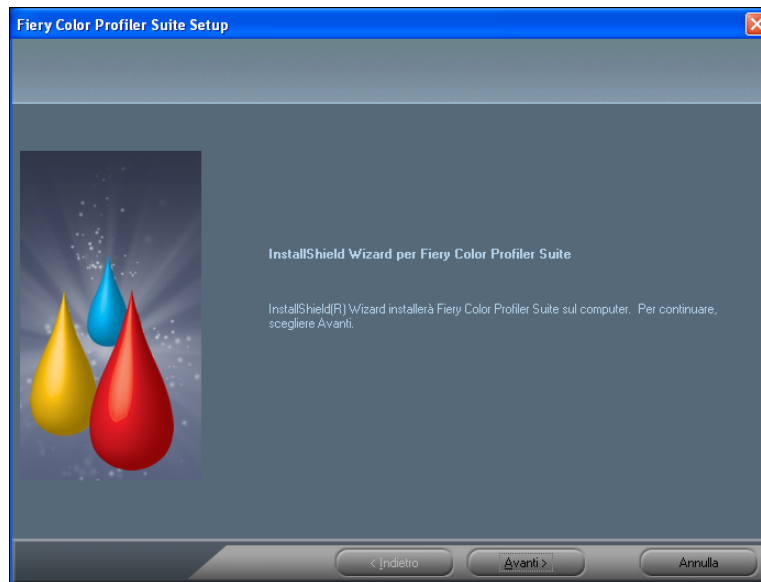 Fiery Color Profiler Suite Setup
InstallShield Wizard per Fiery Color Profiler Suite
InstallShield(R) Wizard installerà Fiery Color Profiler Suite sul computer. Per continuare,
scegliere Avanti.
< Indietro
Avanti >
Annulla